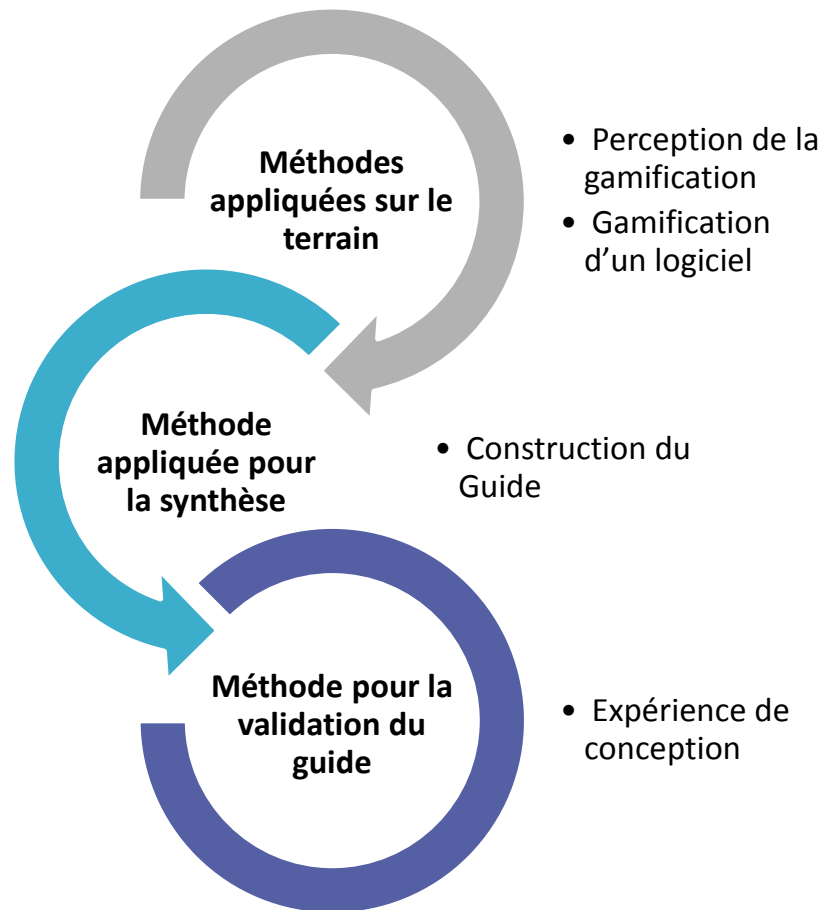 Méthodes
appliquées sur le
terrain
• Perception de la
gamification
• Gamification
d’un logiciel
Méthode
appliquée pour
la synthèse
• Construction du
Guide
Méthode pour la
validation du
guide
• Expérience de
conception